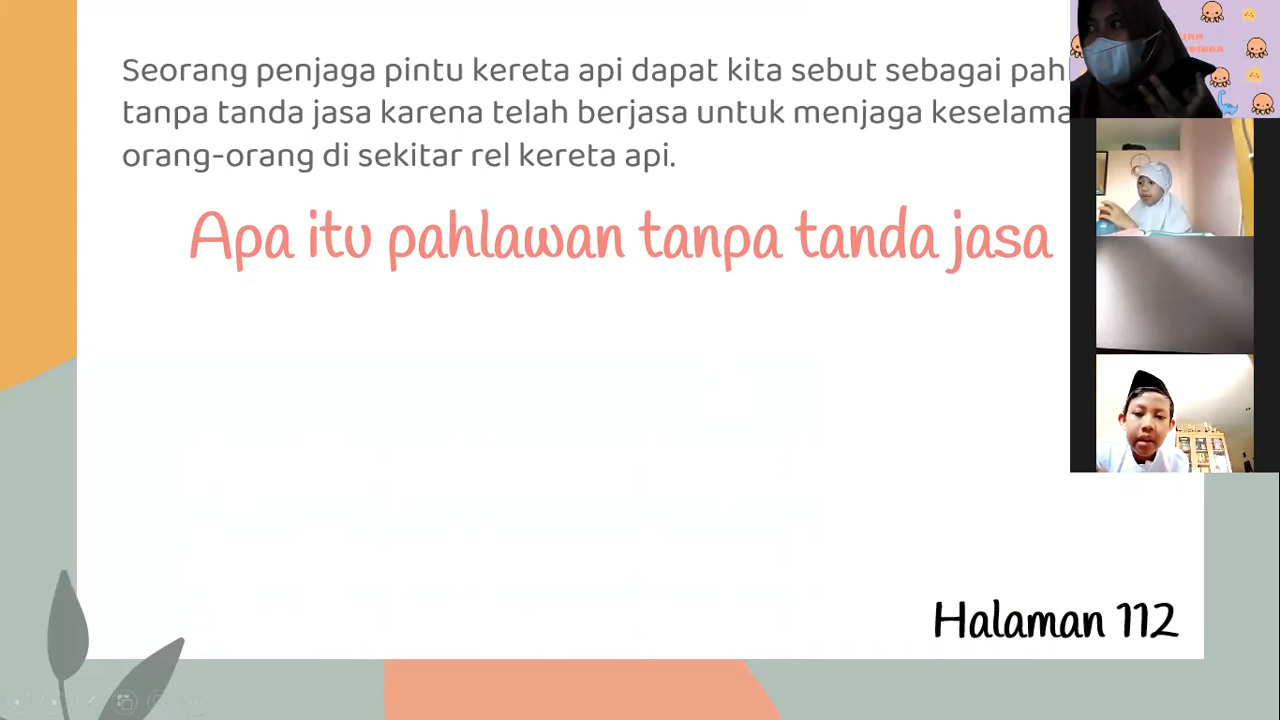 Seorang penjaga pintu kereta api dapat kita sebut sebagai pah
tanpa tanda jasa karena telah berjasa untuk menjaga keselama
orang-orang di sekitar rel kereta api.
Apa itu pahlawan tanpa tanda jasa
Halaman 112